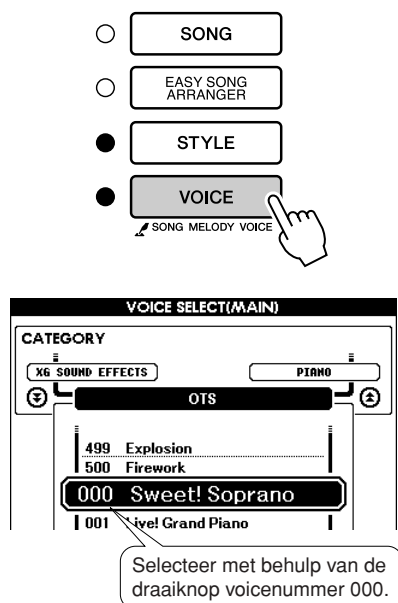 SONG
EASY SONG
ARRANGER
STYLE
VOICE
SONG MELODY VOICE
VOICE SELECT(MAIN)
CATEGORY
XG SOUND EFFECTS PIANO
OTS
499 Explosion
500 Firework
000 Sweet! Soprano
001 Live! Grand Piano
Selecteer met behulp van de
draaiknop voicenummer 000.